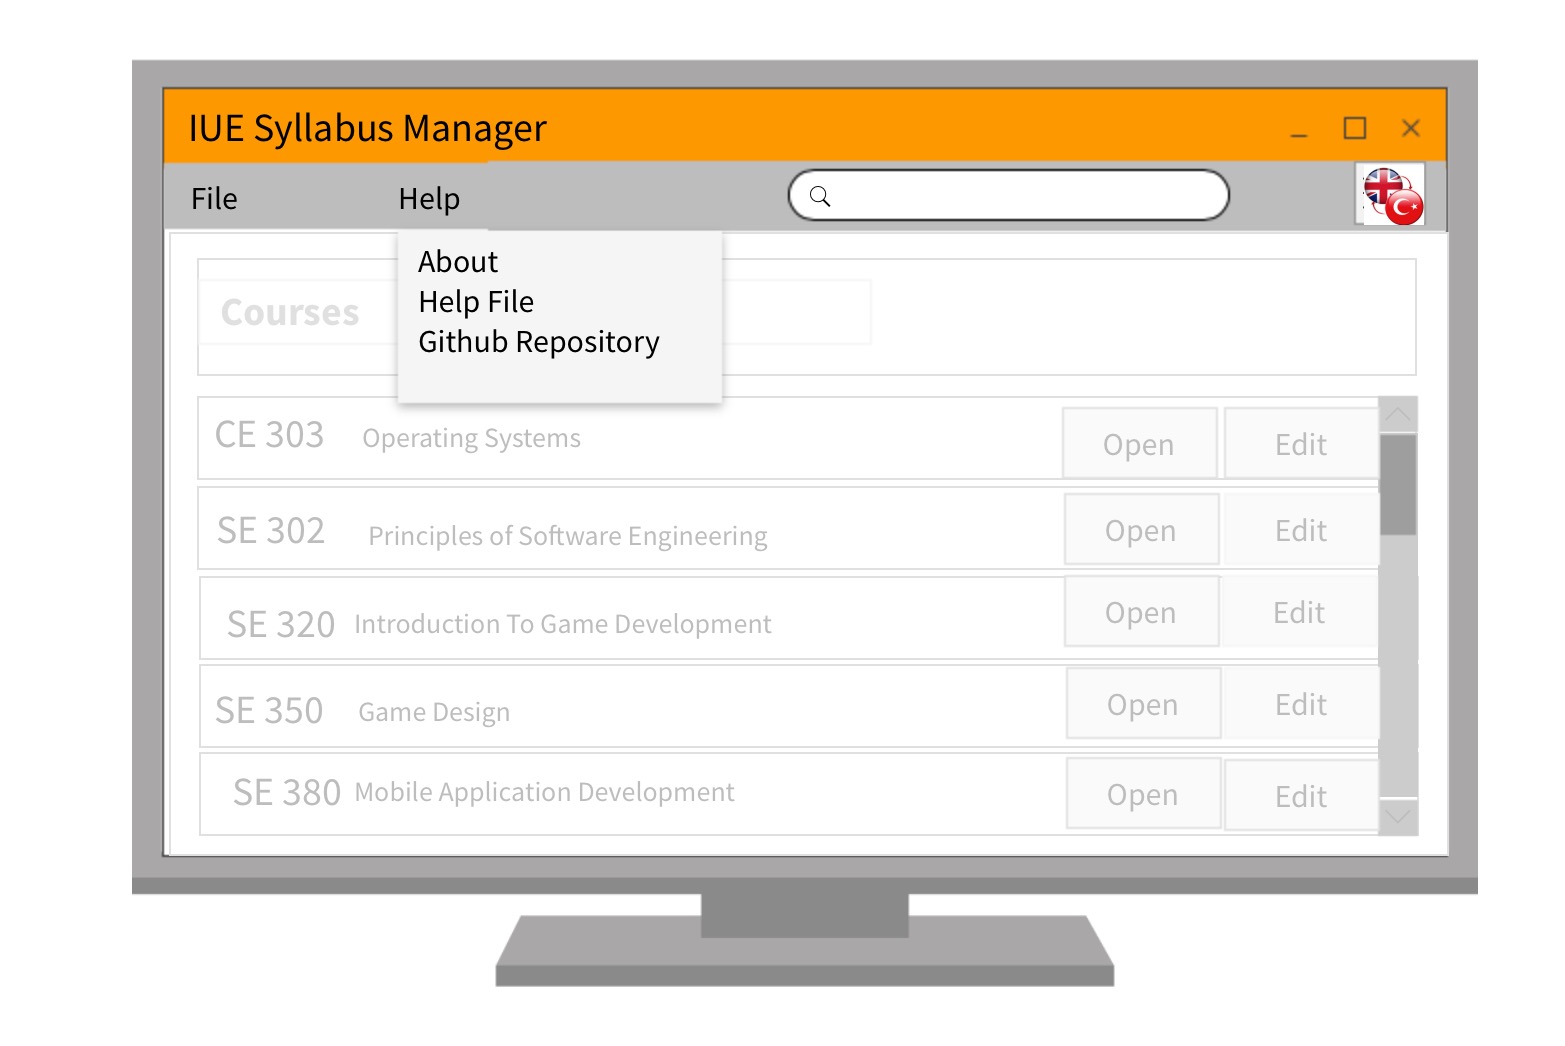 IUE Syllabus Manager
File Help
About
Help File
Github Repository
Courses
CE 303 Operating Systems Open Edit
SE 302 Principles of Software Engineering Open Edit
SE 320 Introduction To Game Development Open Edit
SE 350 Game Design Open Edit
SE 380 Mobile Application Development Open Edit